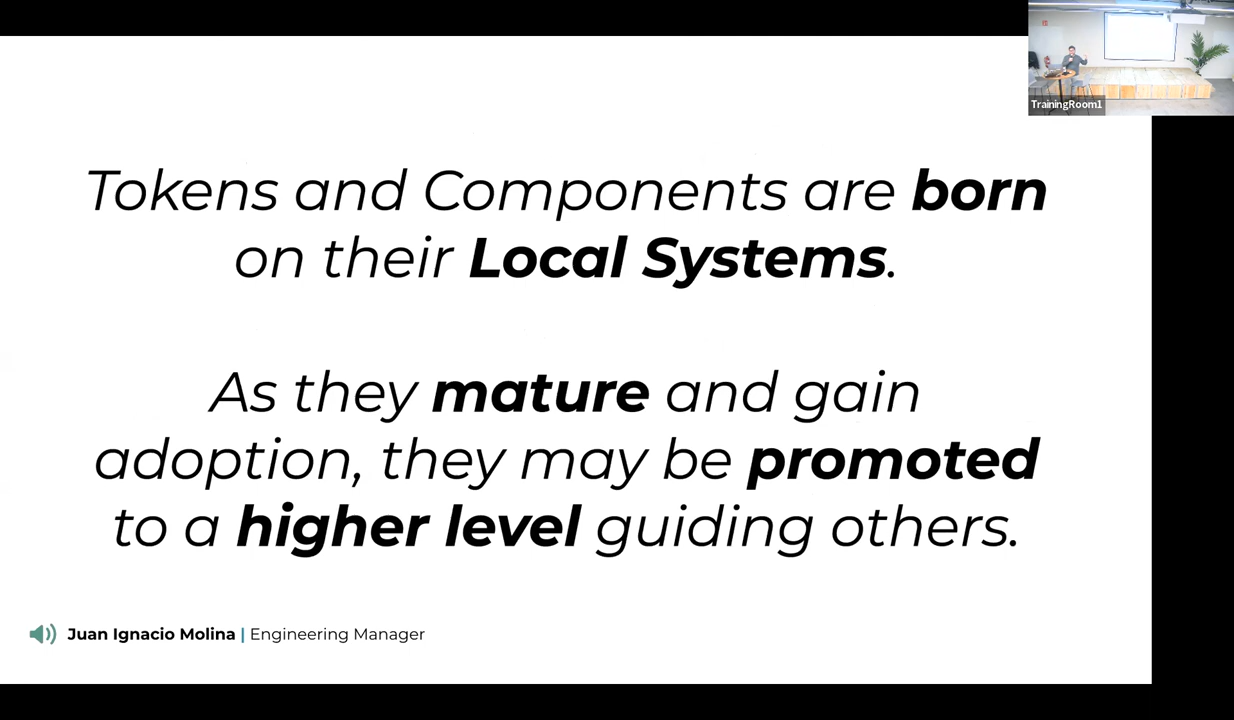 TrainingRoom1
Tokens and Components are born
on their Local Systems.
As they mature and gain
adoption, they may be promoted
to a higher level guiding others.
Juan Ignacio Molina | Engineering Manager